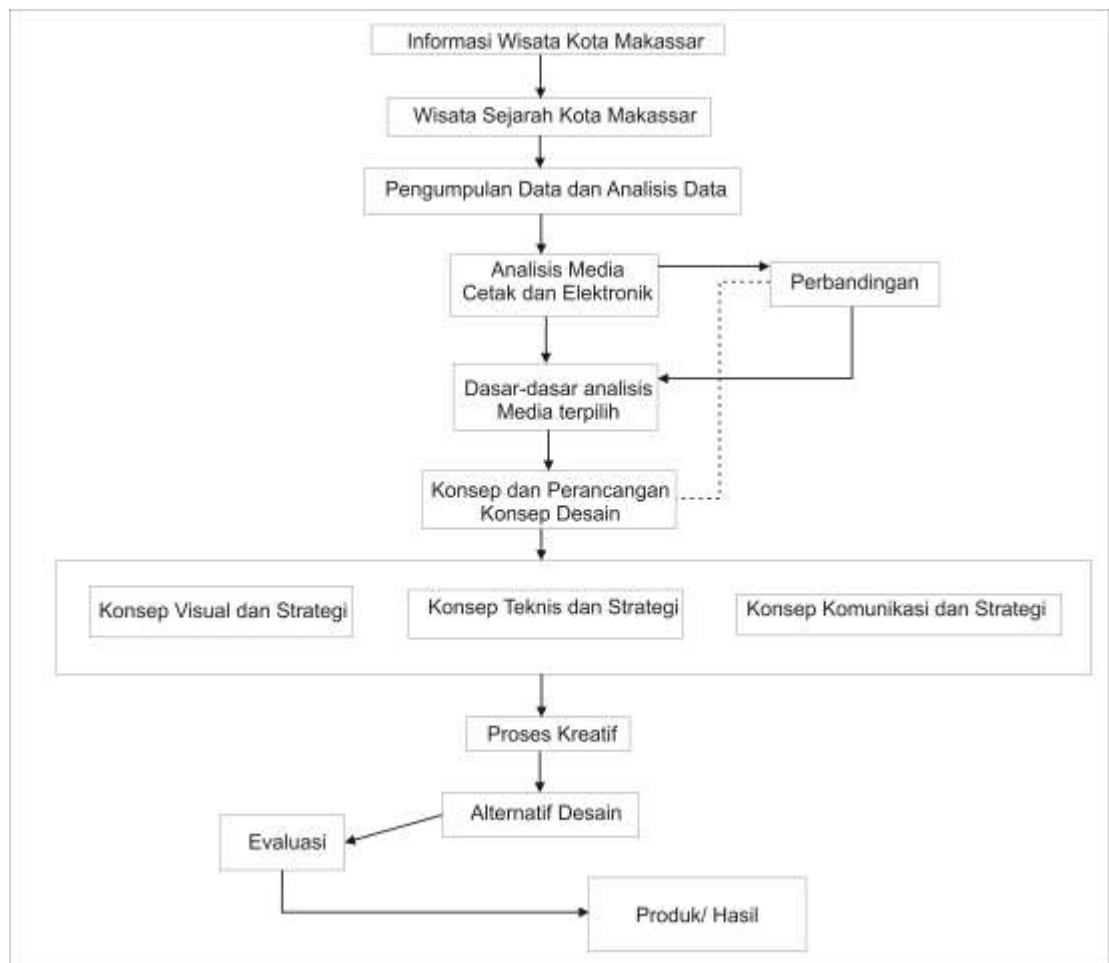 Informasi Wisata Kota Makassar
Wisata Sejarah Kota Makassar
Pengumpulan Data dan Analisis Data
Analisis Media
Cetak dan Elektronik
Perbandingan
Dasar-dasar analisis
Media terpilih
Konsep dan Perancangan
Konsep Desain
Konsep Visual dan Strategi
Konsep Teknis dan Strategi
Konsep Komunikasi dan Strategi
Proses Kreatif
Alternatif Desain
Evaluasi
Produk/ Hasil